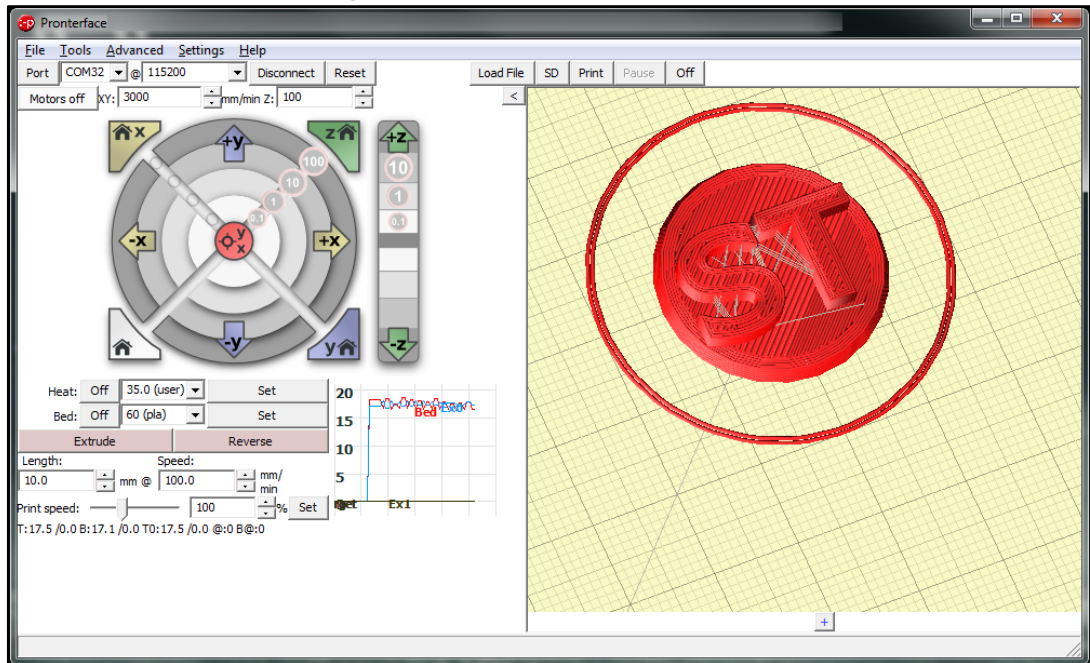 Pronterface
File Tools Advanced Settings Help
Port COM32 @ 115200 Disconnect Reset Load File SD Print Pause Off
Motors off XY: 3000 mm/min Z: 100 <
x +y z +z
100 10
10 1
1 0.1
0.1
-x y x +x
-y y -z
Heat: Off 35.0 (user) Set
Bed: Off 60 (pla) Set
Extrude Reverse
Length: Speed:
10.0 mm @ 100.0 mm/min
Print speed: 100 % Set
T:17.5 /0.0 B:17.1 /0.0 T0:17.5 /0.0 @:0 B@:0
20
15
10
5
Bed Ex0
Ex1
ST
+